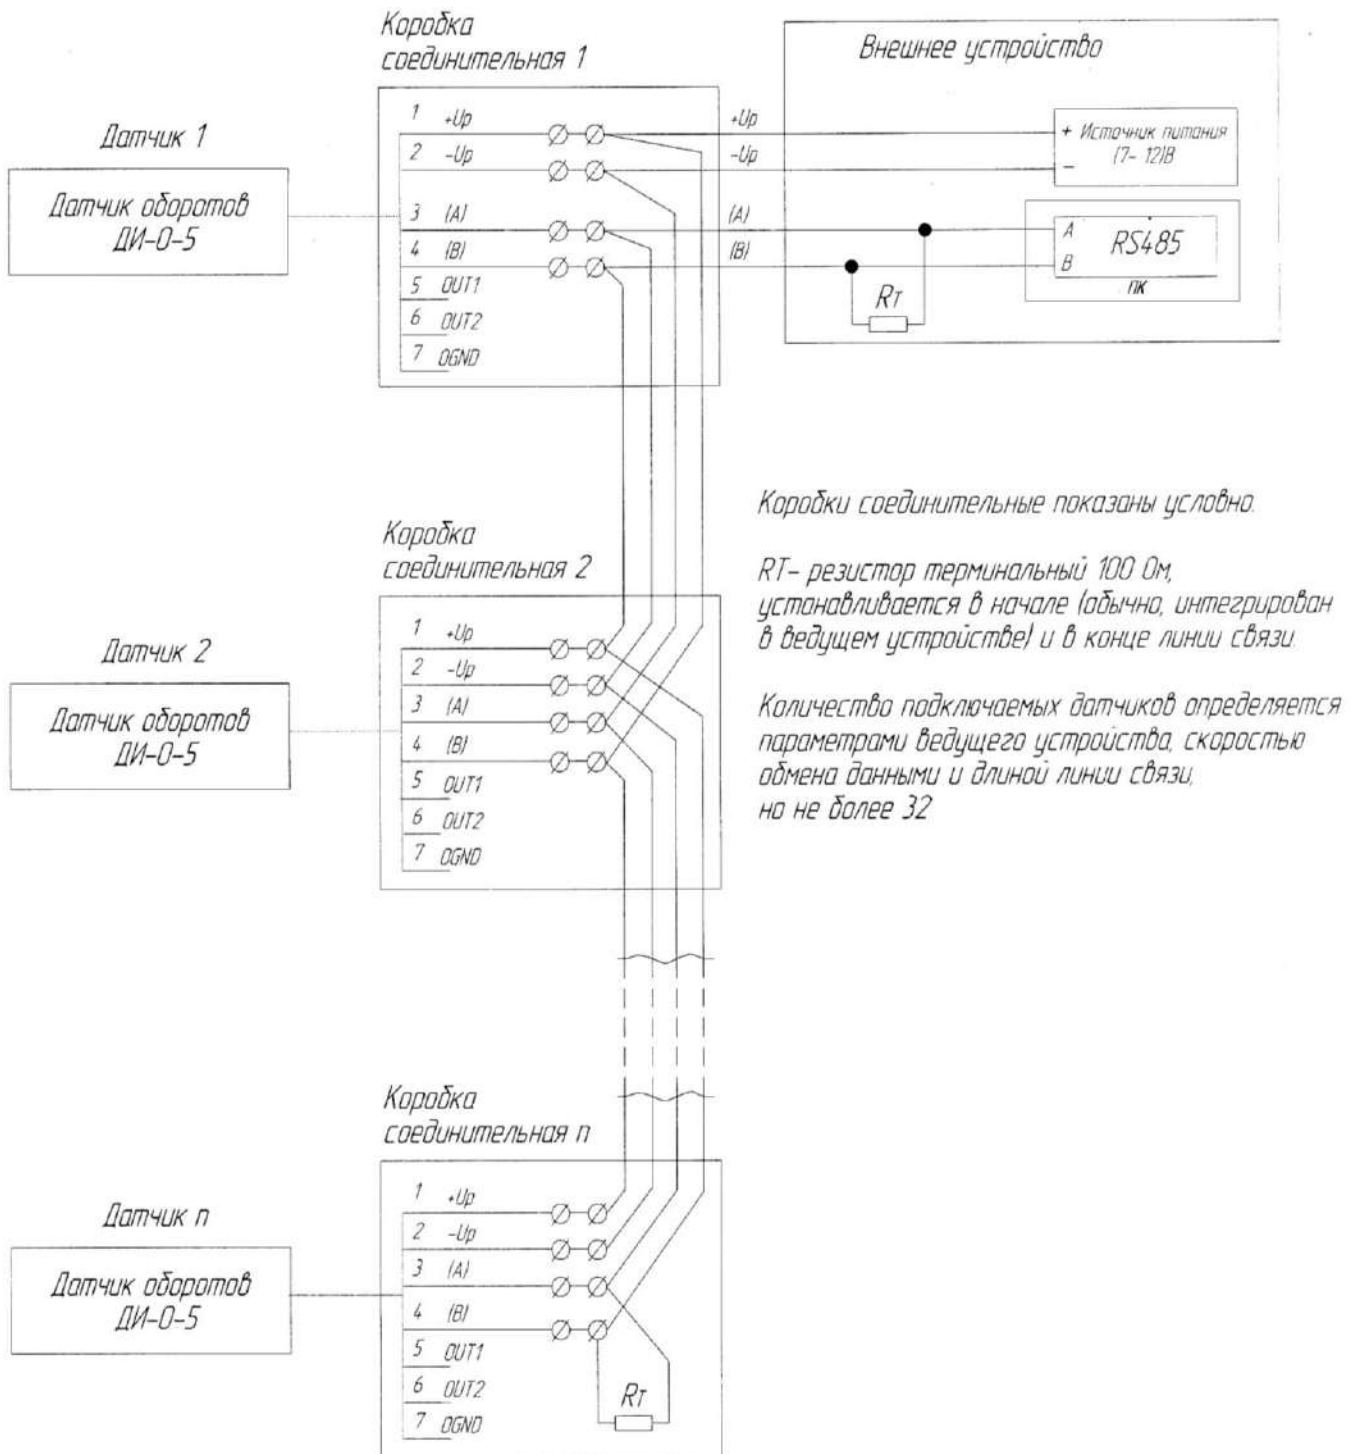 Коробка
соединительная 1
Внешнее устройство
Датчик 1
Датчик оборотов
ДИ-О-5
1 +Up
2 -Up
3 (A)
4 (B)
5 OUT1
6 OUT2
7 OGND
+Up
-Up
(A)
(B)
+ Источник питания
(7- 12)В
-
A
RS485
B
ПК
RT
Коробки соединительные показаны условно.
RT- резистор терминальный 100 Ом,
устанавливается в начале (обычно, интегрирован
в ведущем устройстве) и в конце линии связи.
Количество подключаемых датчиков определяется
параметрами ведущего устройства, скоростью
обмена данными и длиной линии связи,
но не более 32
Коробка
соединительная 2
Датчик 2
Датчик оборотов
ДИ-О-5
1 +Up
2 -Up
3 (A)
4 (B)
5 OUT1
6 OUT2
7 OGND
Коробка
соединительная n
Датчик n
Датчик оборотов
ДИ-О-5
1 +Up
2 -Up
3 (A)
4 (B)
5 OUT1
6 OUT2
7 OGND
RT